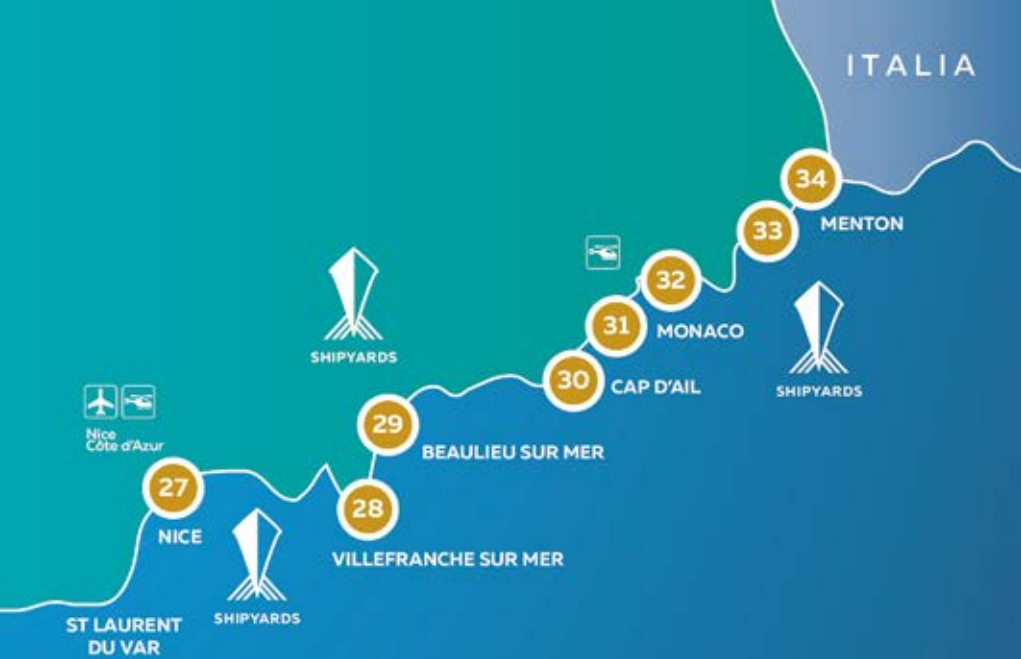 ITALIA
34
MENTON
33
32
MONACO
31
SHIPYARDS
SHIPYARDS
30
CAP D'AIL
29
BEAULIEU SUR MER
Nice
Côte d'Azur
27
NICE
28
VILLEFRANCHE SUR MER
SHIPYARDS
ST LAURENT
DU VAR